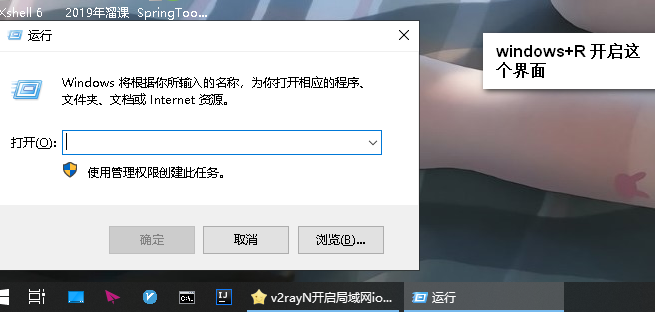 Xshell 6 2019年溜课 SpringToo...
运行
windows+R 开启这
个界面
Windows 将根据你所输入的名称，为你打开相应的程序、
文件夹、文档或 Internet 资源。
打开(O):
使用管理权限创建此任务。
确定 取消 浏览(B)...
v2rayN开启局域网io... 运行